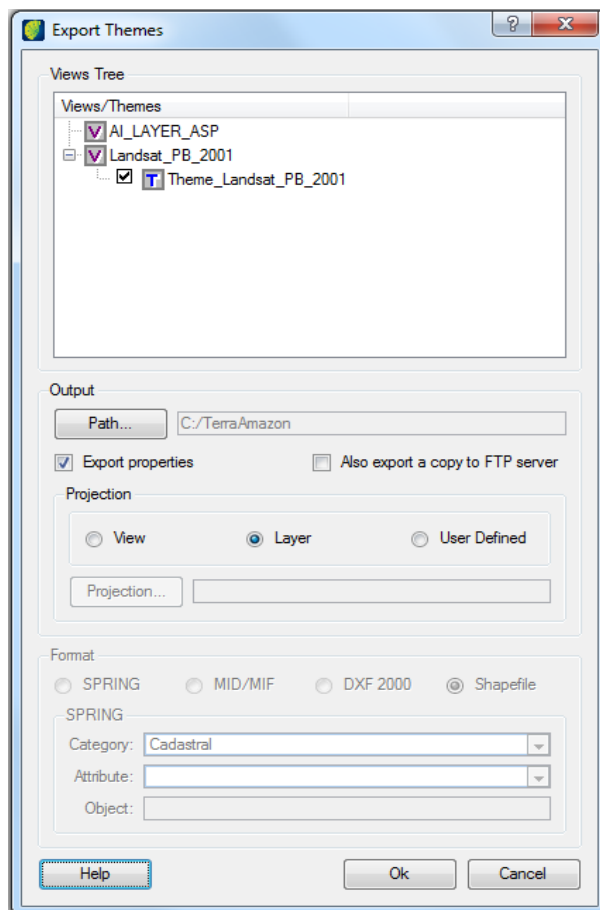 Export Themes
Views Tree
Views/Themes
AI_LAYER_ASP
Landsat_PB_2001
Theme_Landsat_PB_2001
Output
Path... C:/TerraAmazon
Export properties Also export a copy to FTP server
Projection
View Layer User Defined
Projection...
Format
SPRING MID/MIF DXF 2000 Shapefile
SPRING
Category: Cadastral
Attribute:
Object:
Help Ok Cancel